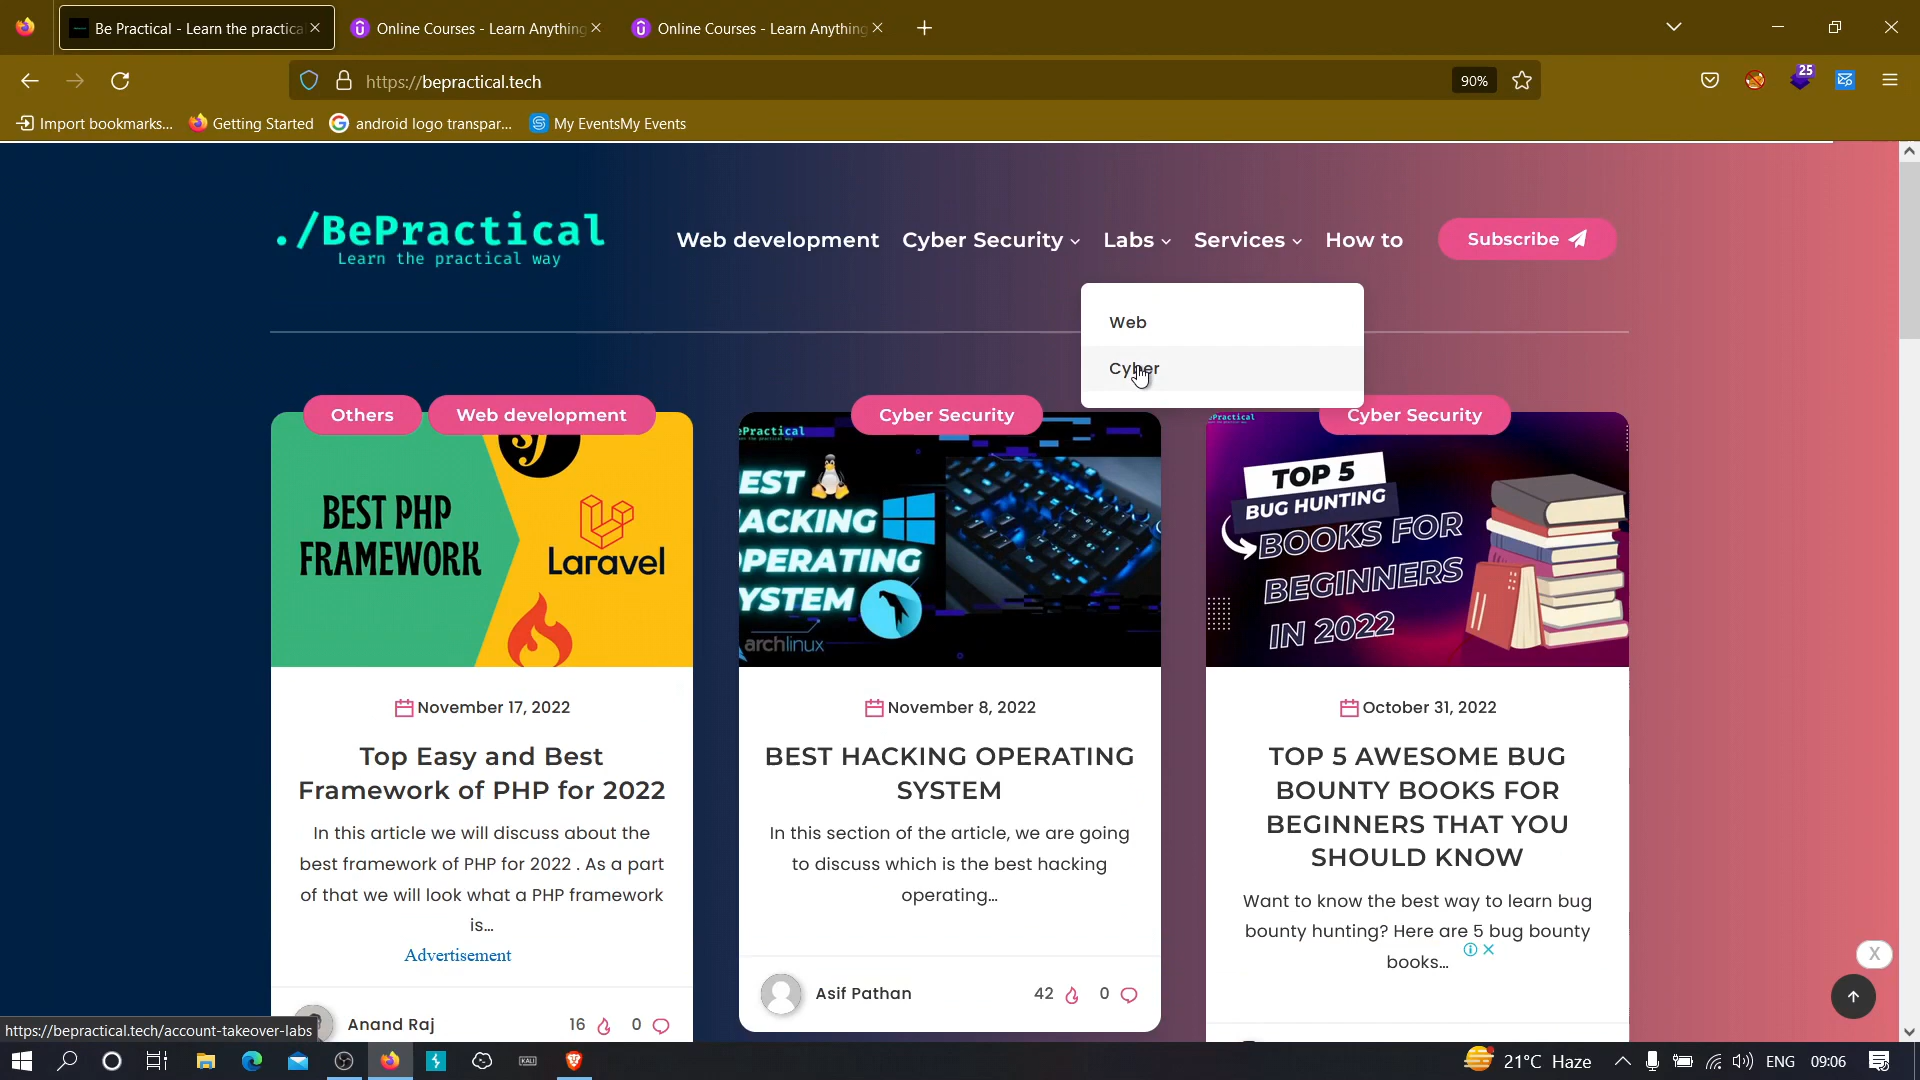 Be Practical - Learn the practica
Online Courses - Learn Anything
Online Courses - Learn Anything
https://bepractical.tech
90%
25
Import bookmarks...
Getting Started
android logo transpar...
My EventsMy Events
./BePractical
Learn the practical way
Web development
Cyber Security
Labs
Services
How to
Subscribe
Web
Cyber
Others
Web development
BEST PHP
FRAMEWORK
Laravel
November 17, 2022
Top Easy and Best
Framework of PHP for 2022
In this article we will discuss about the
best framework of PHP for 2022 . As a part
of that we will look what a PHP framework
is...
Advertisement
Anand Raj
16
0
Cyber Security
ePractical
EST
ACKING
PERATING
YSTEM
archlinux
November 8, 2022
BEST HACKING OPERATING
SYSTEM
In this section of the article, we are going
to discuss which is the best hacking
operating...
Asif Pathan
42
0
Cyber Security
ePractical
TOP 5
BUG HUNTING
BOOKS FOR
BEGINNERS
IN 2022
October 31, 2022
TOP 5 AWESOME BUG
BOUNTY BOOKS FOR
BEGINNERS THAT YOU
SHOULD KNOW
Want to know the best way to learn bug
bounty hunting? Here are 5 bug bounty
books...
X
https://bepractical.tech/account-takeover-labs
KALI
21°C Haze
ENG
09:06